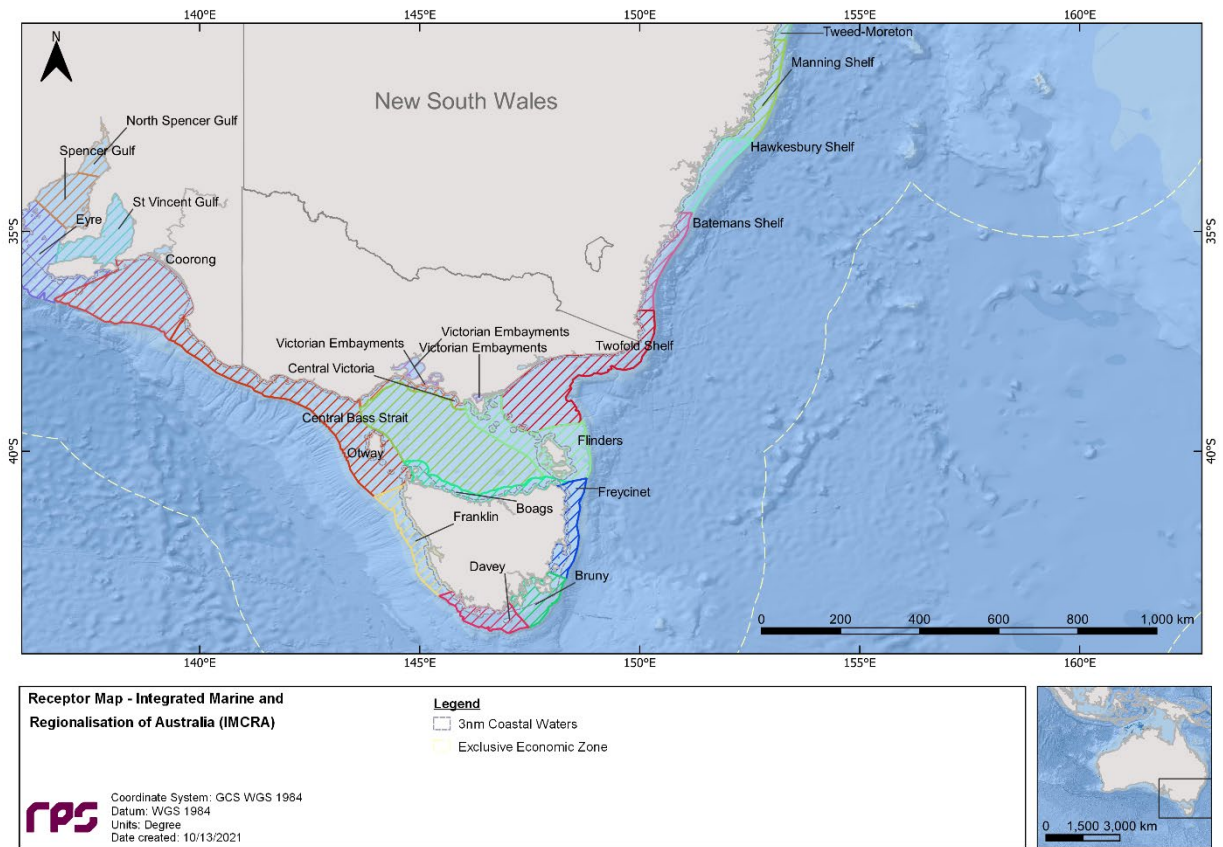 140°E 145°E 150°E 155°E 160°E
N
Tweed-Moreton
Manning Shelf
New South Wales
North Spencer Gulf
Hawkesbury Shelf
Spencer Gulf
St Vincent Gulf
Eyre
Batemans Shelf
35°S 35°S
Coorong
Victorian Embayments
Victorian Embayments
Victorian Embayments
Twofold Shelf
Central Victoria
Central Bass Strait
Flinders
Otway
40°S 40°S
Freycinet
Boags
Franklin
Davey
Bruny
0 200 400 600 800 1,000 km
140°E 145°E 150°E 155°E 160°E
Receptor Map - Integrated Marine and
Regionalisation of Australia (IMCRA)
Legend
3nm Coastal Waters
Exclusive Economic Zone
rps
Coordinate System: GCS WGS 1984
Datum: WGS 1984
Units: Degree
Date created: 10/13/2021
0 1,500 3,000 km